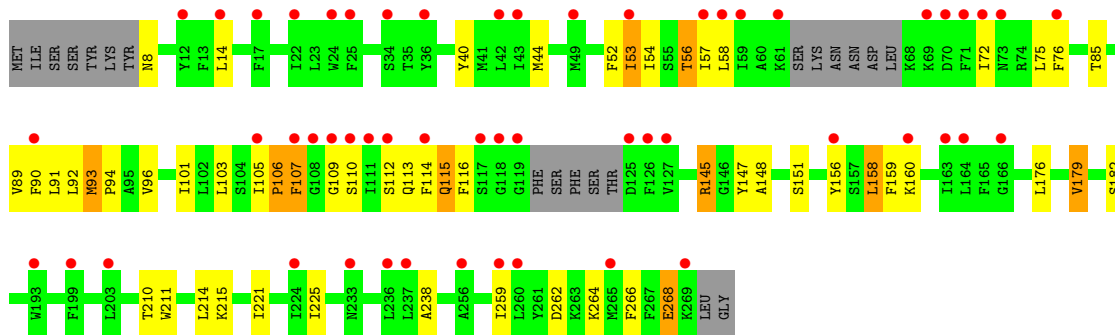 MET ILE SER SER TYR LYS TYR N8 Y12 F13 L14 F17 I22 L23 W24 F25 S34 T35 Y36 Y40 M41 L42 I43 M44 M49 F52 I53 I54 S55 T56 I57 L58 I59 A60 K61 SER LYS ASN ASN ASP LEU K68 K69 D70 F71 I72 N73 R74 L75 F76 T85
V89 F90 L91 L92 M93 P94 A95 V96 I101 L102 L103 S104 I105 P106 F107 G108 G109 S110 I111 S112 Q113 F114 Q115 F116 S117 G118 G119 PHE SER PHE SER THR D125 F126 V127 R145 G146 Y147 A148 S151 Y156 S157 L158 F159 K160 I163 L164 F165 G166 L176 V179 S182
W193 F199 L203 T210 W211 L214 K215 I221 I224 I225 N233 L236 L237 A238 A256 I259 L260 Y261 D262 K263 K264 M265 F266 F267 E268 K269 LEU GLY